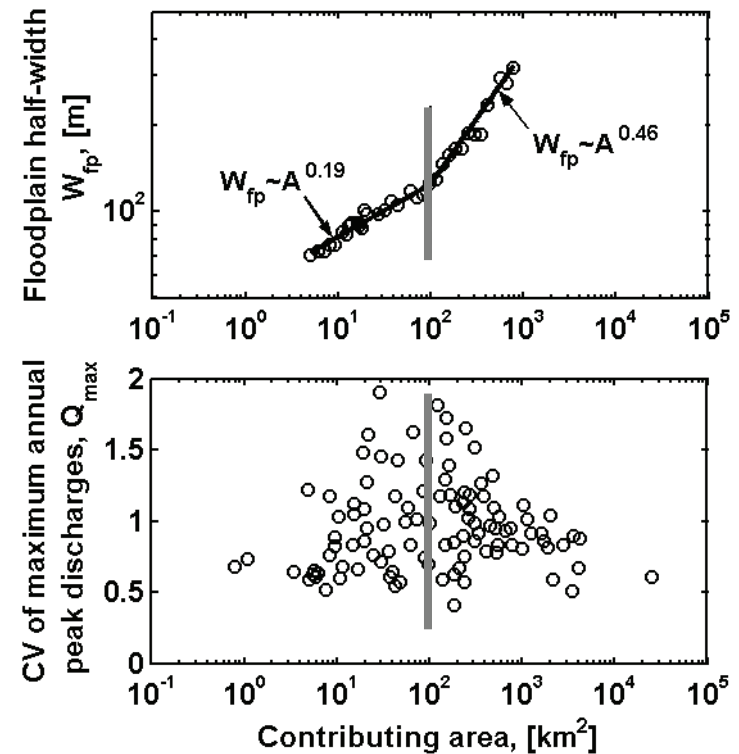 Floodplain half-width
W_fp, [m]
10^2
W_fp~A^0.19
W_fp~A^0.46
10^-1 10^0 10^1 10^2 10^3 10^4 10^5
CV of maximum annual
peak discharges, Q_max
2
1.5
1
0.5
0
10^-1 10^0 10^1 10^2 10^3 10^4 10^5
Contributing area, [km^2]